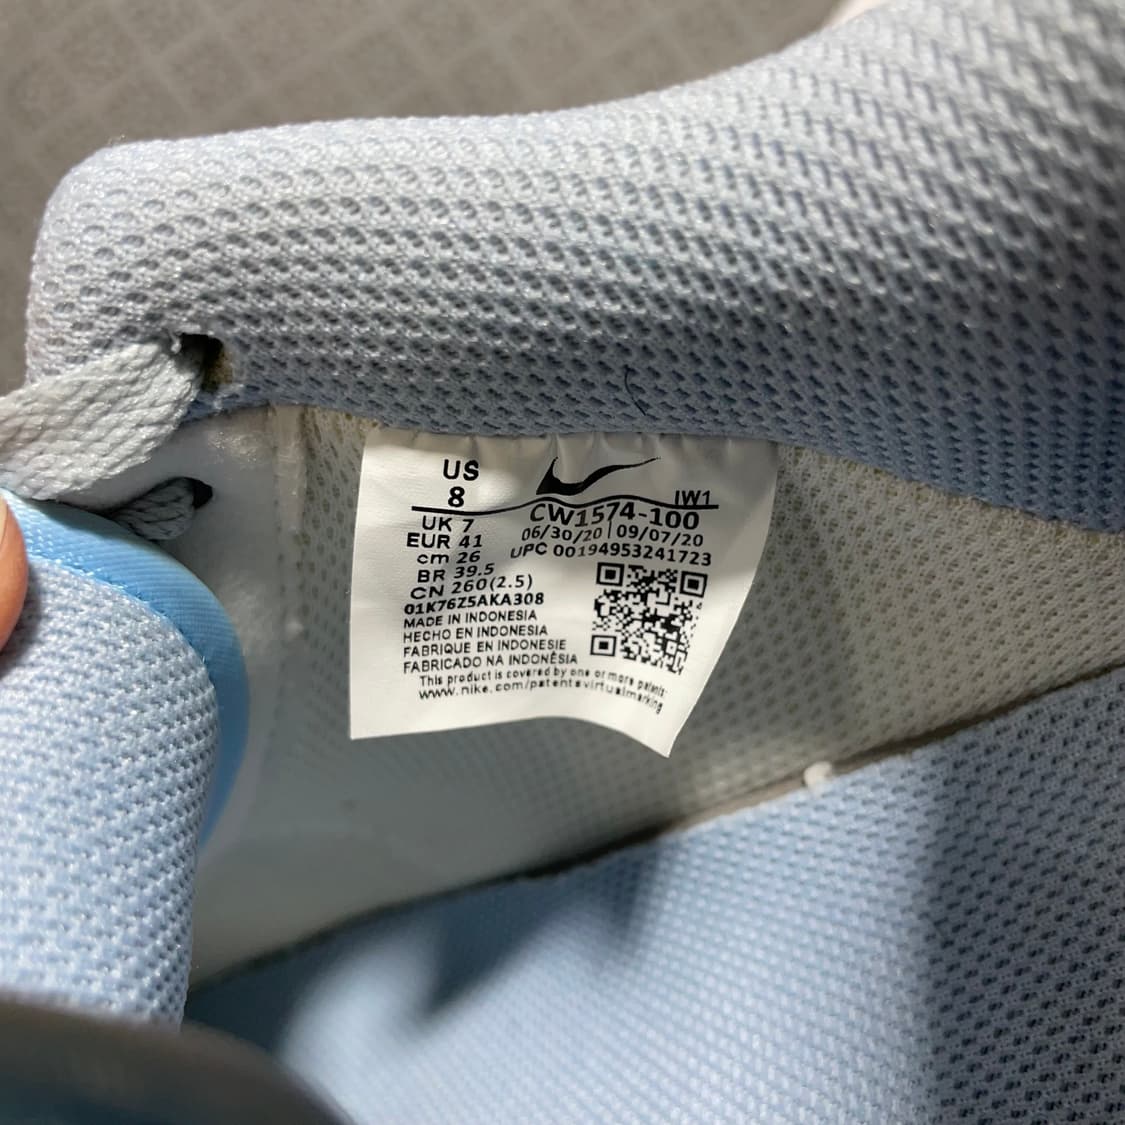 US
8
IW1
UK 7
EUR 41
cm 26
BR 39.5
CN 260(2.5)
CW1574-100
06/30/20 | 09/07/20
UPC 00194953241723
01K76Z5AKA308
MADE IN INDONESIA
HECHO EN INDONESIA
FABRIQUE EN INDONESIE
FABRICADO NA INDONÊSIA
This product is covered by one or more patents:
www.nike.com/patentsvirtualmarking